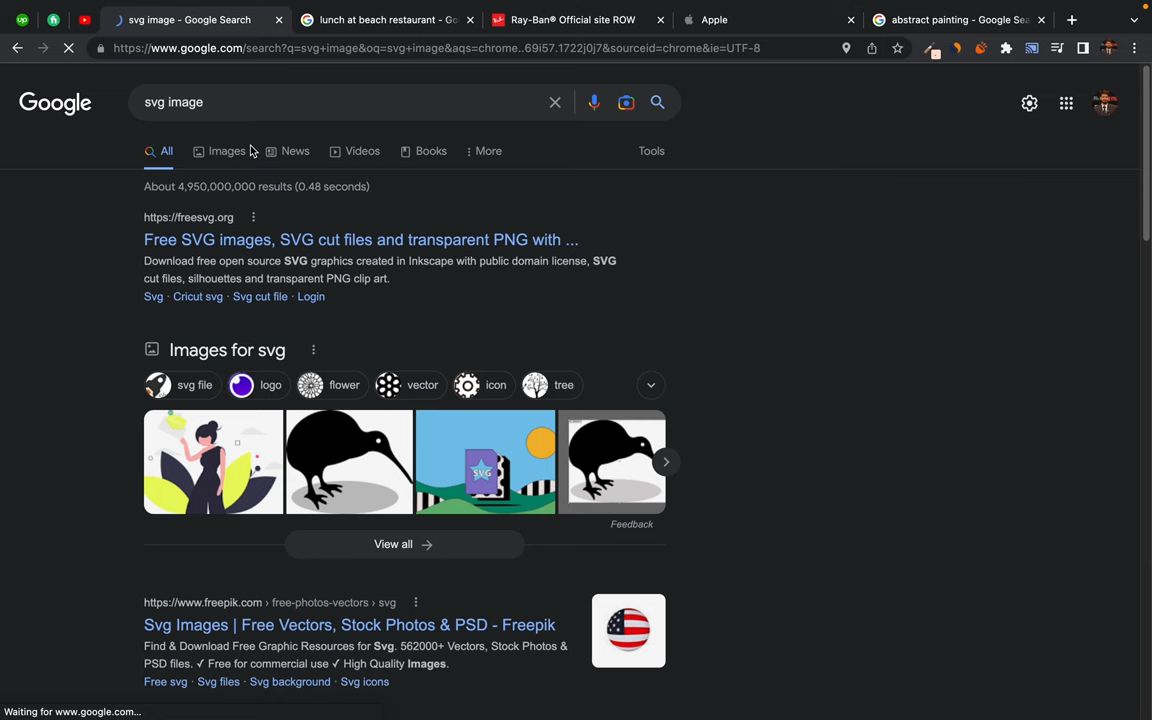 svg image - Google Search
lunch at beach restaurant - Go
Ray-Ban® Official site ROW
Apple
abstract painting - Google Sea
https://www.google.com/search?q=svg+image&oq=svg+image&aqs=chrome..69i57.1722j0j7&sourceid=chrome&ie=UTF-8
Google
svg image
All
Images
News
Videos
Books
More
Tools
About 4,950,000,000 results (0.48 seconds)
https://freesvg.org
Free SVG images, SVG cut files and transparent PNG with ...
Download free open source SVG graphics created in Inkscape with public domain license, SVG
cut files, silhouettes and transparent PNG clip art.
Svg · Cricut svg · Svg cut file · Login
Images for svg
svg file
logo
flower
vector
icon
tree
SVG
Feedback
View all
https://www.freepik.com › free-photos-vectors › svg
Svg Images | Free Vectors, Stock Photos & PSD - Freepik
Find & Download Free Graphic Resources for Svg. 562000+ Vectors, Stock Photos &
PSD files. ✓ Free for commercial use ✓ High Quality Images.
Free svg · Svg files · Svg background · Svg icons
Waiting for www.google.com...